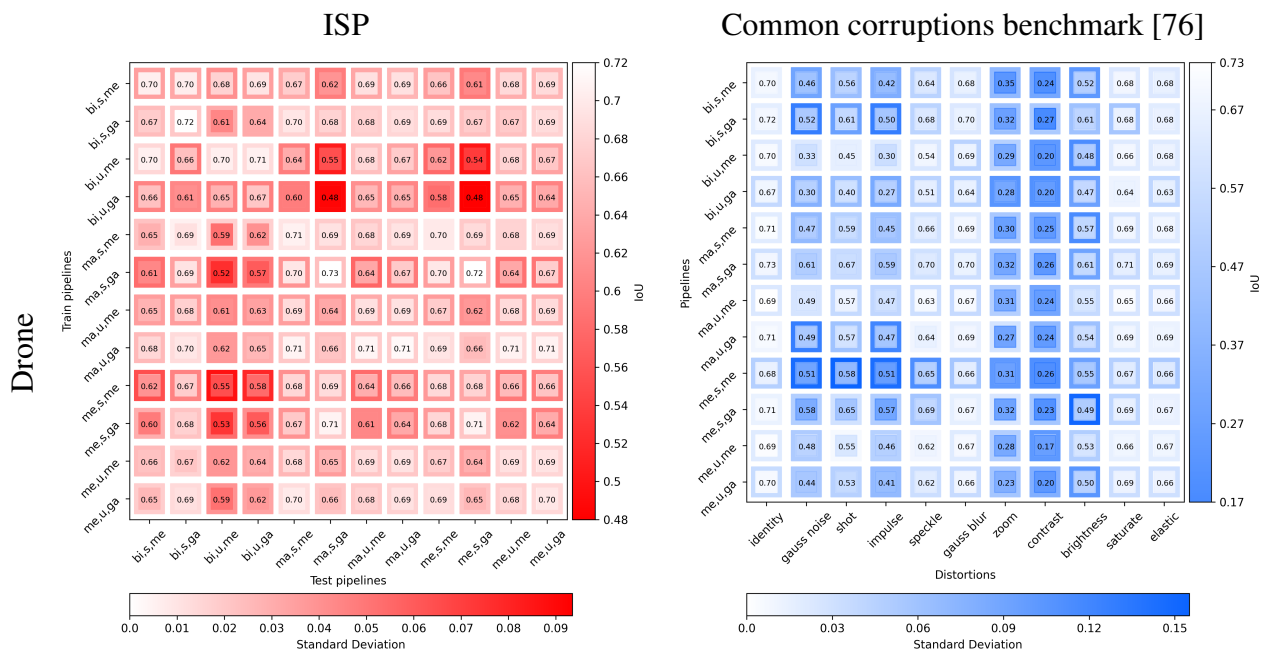 ISP
Common corruptions benchmark [76]
Drone
Train pipelines
bi,s,me 0.70 0.70 0.68 0.69 0.67 0.62 0.69 0.68 0.66 0.61 0.68 0.69
bi,s,ga 0.67 0.72 0.61 0.64 0.70 0.68 0.69 0.69 0.67 0.67 0.67 0.69
bi,u,me 0.70 0.66 0.70 0.71 0.64 0.55 0.68 0.67 0.62 0.54 0.68 0.67
bi,u,ga 0.66 0.61 0.65 0.67 0.60 0.48 0.65 0.65 0.58 0.48 0.65 0.64
ma,s,me 0.65 0.69 0.59 0.62 0.71 0.69 0.68 0.69 0.70 0.69 0.68 0.69
ma,s,ga 0.61 0.69 0.52 0.57 0.70 0.73 0.64 0.67 0.70 0.72 0.64 0.67
ma,u,me 0.65 0.68 0.61 0.63 0.69 0.64 0.69 0.69 0.67 0.62 0.68 0.69
ma,u,ga 0.68 0.70 0.62 0.65 0.71 0.66 0.71 0.71 0.69 0.66 0.71 0.71
me,s,me 0.62 0.67 0.55 0.58 0.68 0.69 0.64 0.66 0.68 0.68 0.66 0.66
me,s,ga 0.60 0.68 0.53 0.56 0.67 0.71 0.61 0.64 0.68 0.71 0.62 0.64
me,u,me 0.66 0.67 0.62 0.64 0.68 0.65 0.69 0.69 0.67 0.64 0.69 0.69
me,u,ga 0.65 0.69 0.59 0.62 0.70 0.66 0.68 0.69 0.69 0.65 0.68 0.70
bi,s,me bi,s,ga bi,u,me bi,u,ga ma,s,me ma,s,ga ma,u,me ma,u,ga me,s,me me,s,ga me,u,me me,u,ga
Test pipelines
0.72
0.70
0.68
0.66
0.64
0.62
0.60
0.58
0.56
0.54
0.52
0.5
0.48
IoU
0.0 0.01 0.02 0.03 0.04 0.05 0.06 0.07 0.08 0.09
Standard Deviation
Pipelines
bi,s,me 0.70 0.46 0.56 0.42 0.64 0.68 0.35 0.24 0.52 0.68 0.68
bi,s,ga 0.72 0.52 0.61 0.50 0.68 0.70 0.32 0.27 0.61 0.68 0.68
bi,u,me 0.70 0.33 0.45 0.30 0.54 0.69 0.29 0.20 0.48 0.66 0.68
bi,u,ga 0.67 0.30 0.40 0.27 0.51 0.64 0.28 0.20 0.47 0.64 0.63
ma,s,me 0.71 0.47 0.59 0.45 0.66 0.69 0.30 0.25 0.57 0.69 0.68
ma,s,ga 0.73 0.61 0.67 0.59 0.70 0.70 0.32 0.26 0.61 0.71 0.69
ma,u,me 0.69 0.49 0.57 0.47 0.63 0.67 0.31 0.24 0.55 0.65 0.66
ma,u,ga 0.71 0.49 0.57 0.47 0.64 0.69 0.27 0.24 0.54 0.69 0.69
me,s,me 0.68 0.51 0.58 0.51 0.65 0.66 0.31 0.26 0.55 0.67 0.66
me,s,ga 0.71 0.58 0.65 0.57 0.69 0.67 0.32 0.23 0.49 0.69 0.67
me,u,me 0.69 0.48 0.55 0.46 0.62 0.67 0.28 0.17 0.53 0.66 0.67
me,u,ga 0.70 0.44 0.53 0.41 0.62 0.66 0.23 0.20 0.50 0.69 0.66
identity gauss noise shot impulse speckle gauss blur zoom contrast brightness saturate elastic
Distortions
0.73
0.67
0.57
0.47
0.37
0.27
0.17
IoU
0.0 0.03 0.06 0.09 0.12 0.15
Standard Deviation